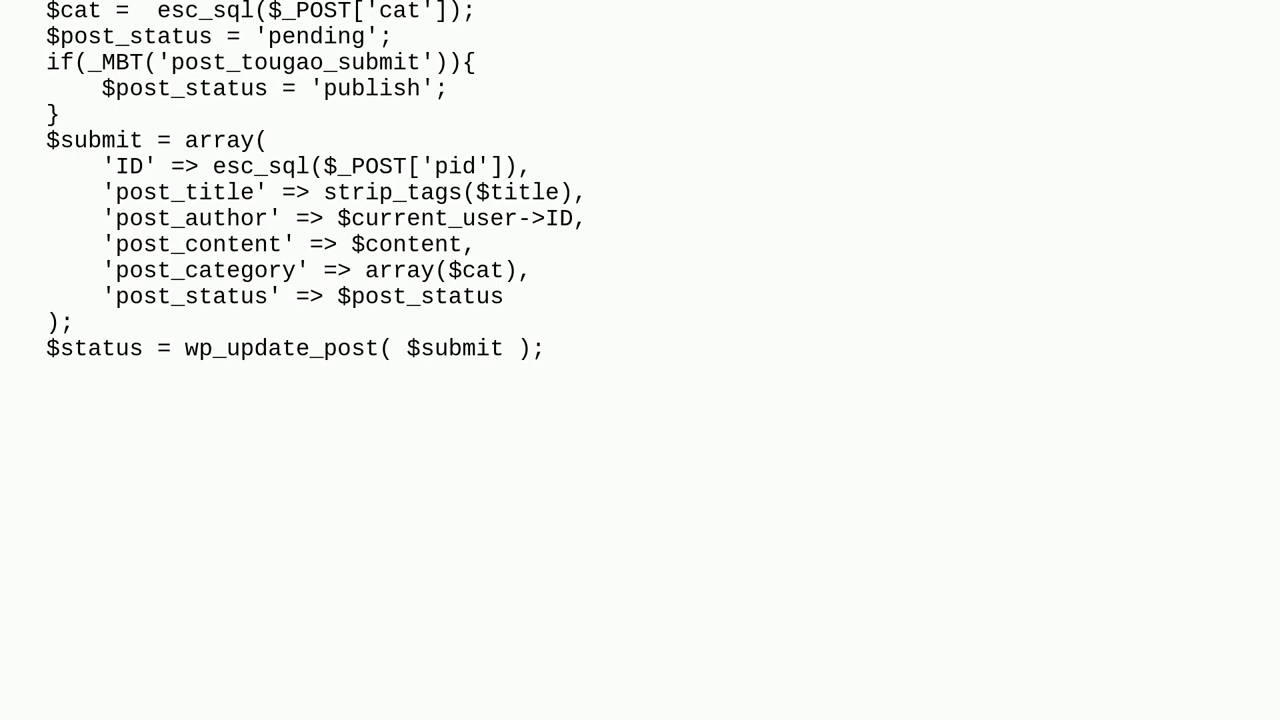 $cat =  esc_sql($_POST['cat']);
$post_status = 'pending';
if(_MBT('post_tougao_submit')){
    $post_status = 'publish';
}
$submit = array(
    'ID' => esc_sql($_POST['pid']),
    'post_title' => strip_tags($title),
    'post_author' => $current_user->ID,
    'post_content' => $content,
    'post_category' => array($cat),
    'post_status' => $post_status
);
$status = wp_update_post( $submit );